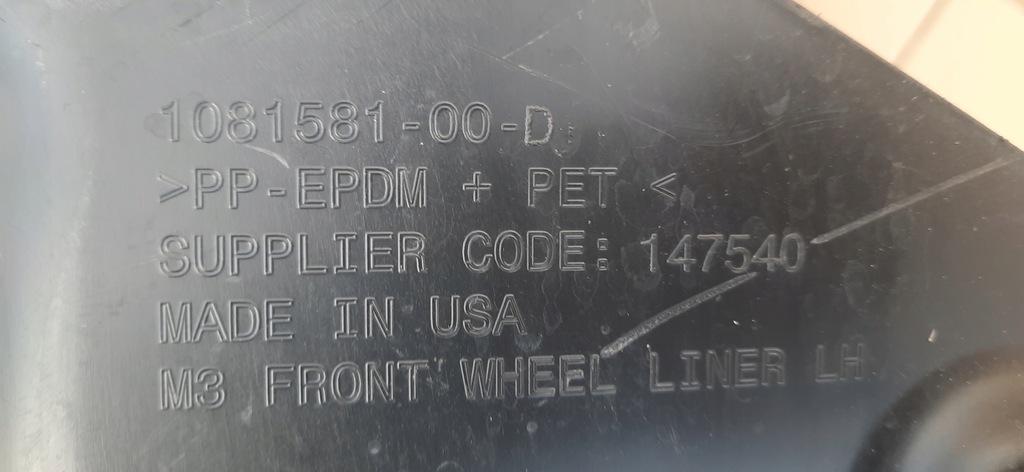 1081581-00-D
>PP-EPDM + PET <
SUPPLIER CODE: 147540
MADE IN USA
M3 FRONT WHEEL LINER LH